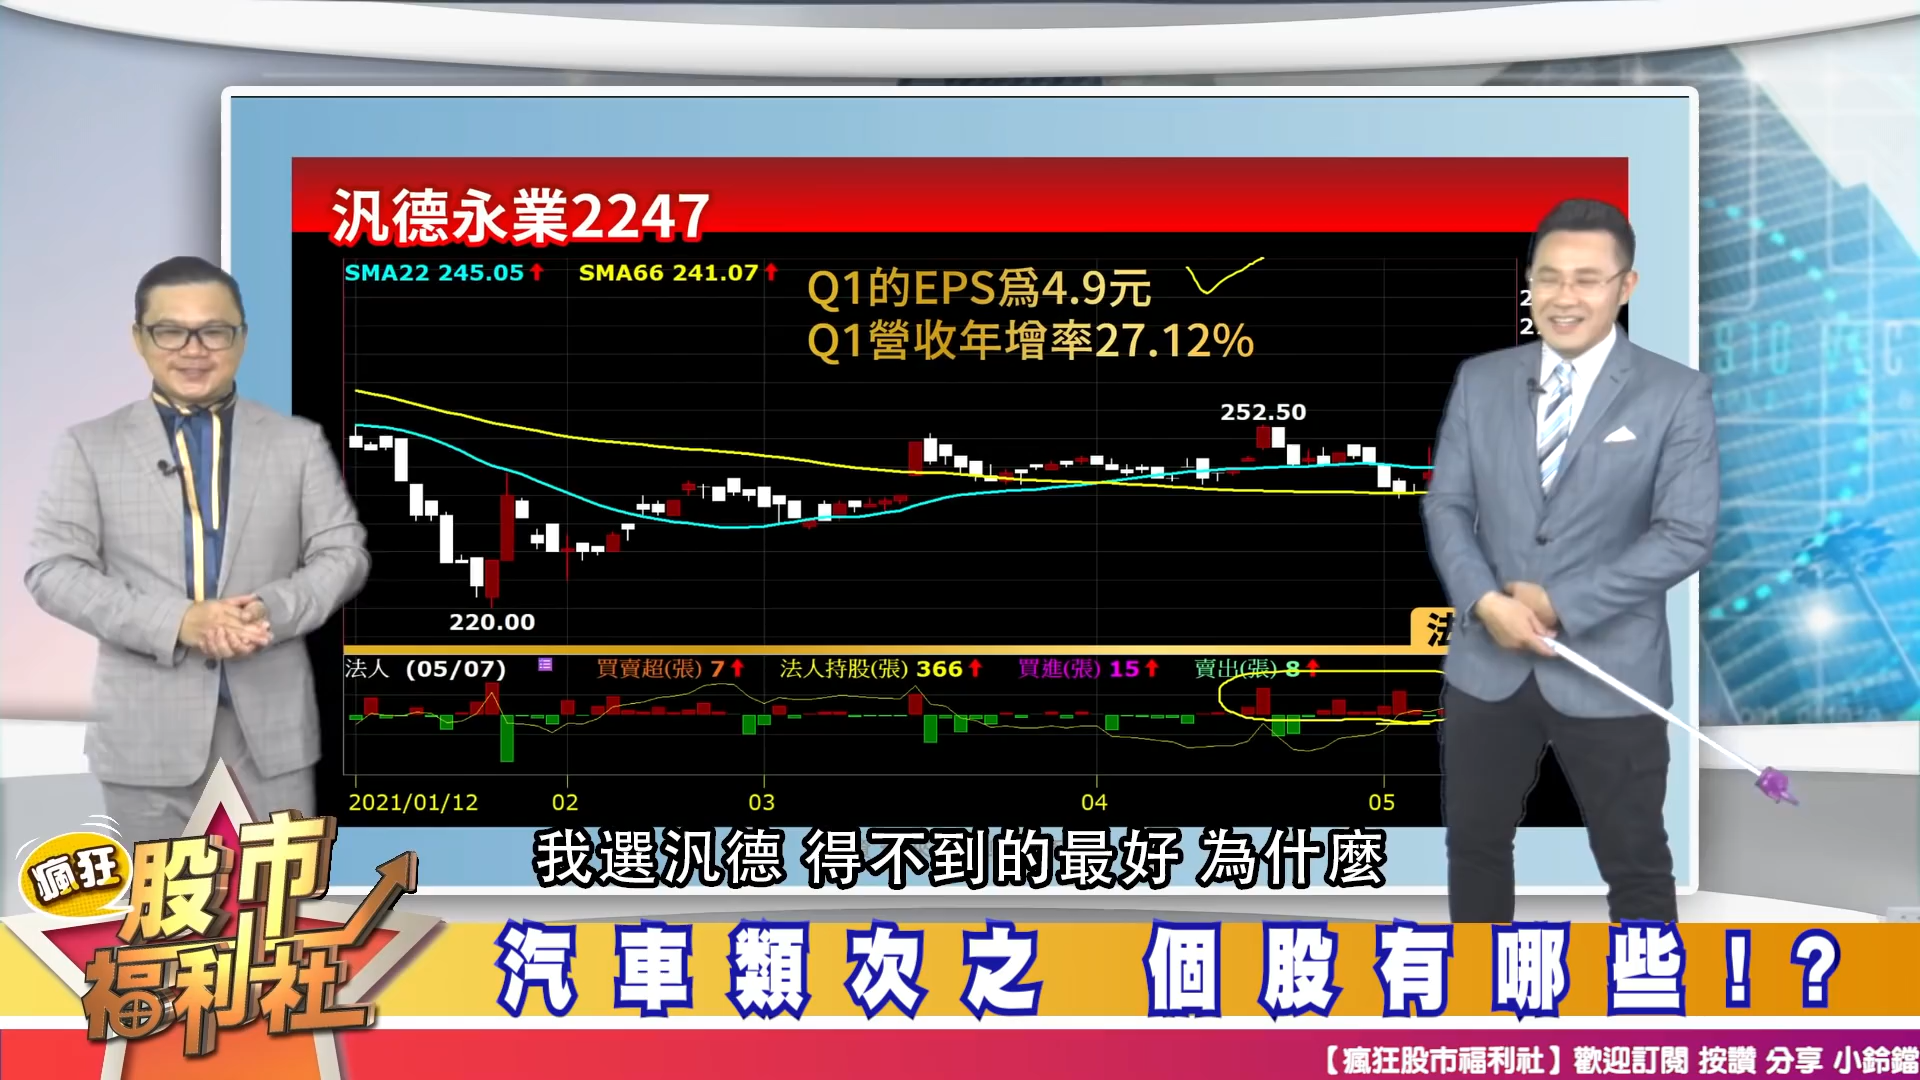 汎德永業2247
SMA22 245.05↑ SMA66 241.07↑
Q1的EPS爲4.9元
Q1營收年增率27.12%
252.50
220.00
法
法人 (05/07) 買賣超(張) 7↑ 法人持股(張) 366↑ 買進(張) 15↑ 賣出(張) 8↑
2021/01/12 02 03 04 05
我選汎德 得不到的最好 為什麼
瘋狂
股市
福利社
汽車類次之 個股有哪些!?
【瘋狂股市福利社】歡迎訂閱 按讚 分享 小鈴鐺